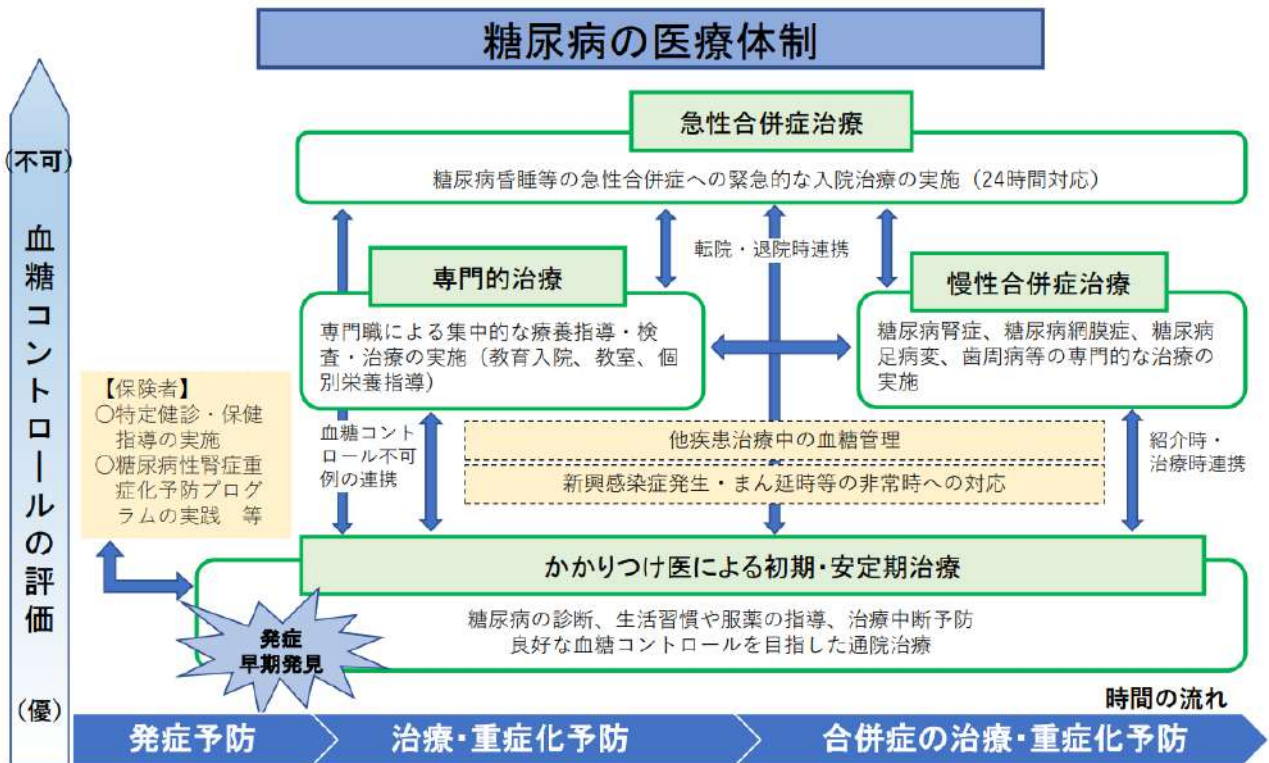 糖尿病の医療体制
(不可)
血糖コントロールの評価
(優)
急性合併症治療
糖尿病昏睡等の急性合併症への緊急的な入院治療の実施(24時間対応)
転院・退院時連携
専門的治療
専門職による集中的な療養指導・検
査・治療の実施(教育入院、教室、個
別栄養指導)
慢性合併症治療
糖尿病腎症、糖尿病網膜症、糖尿病
足病変、歯周病等の専門的な治療の
実施
【保険者】
○特定健診・保健
指導の実施
○糖尿病性腎症重
症化予防プログ
ラムの実践 等
血糖コント
ロール不可
例の連携
他疾患治療中の血糖管理
新興感染症発生・まん延時等の非常時への対応
紹介時・
治療時連携
かかりつけ医による初期・安定期治療
糖尿病の診断、生活習慣や服薬の指導、治療中断予防
良好な血糖コントロールを目指した通院治療
発症
早期発見
時間の流れ
発症予防
治療・重症化予防
合併症の治療・重症化予防